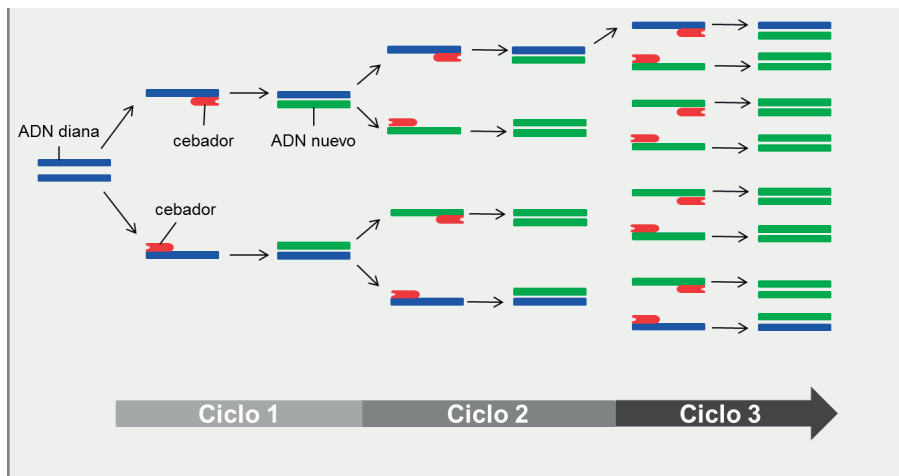 ADN diana
cebador
ADN nuevo
cebador
Ciclo 1
Ciclo 2
Ciclo 3